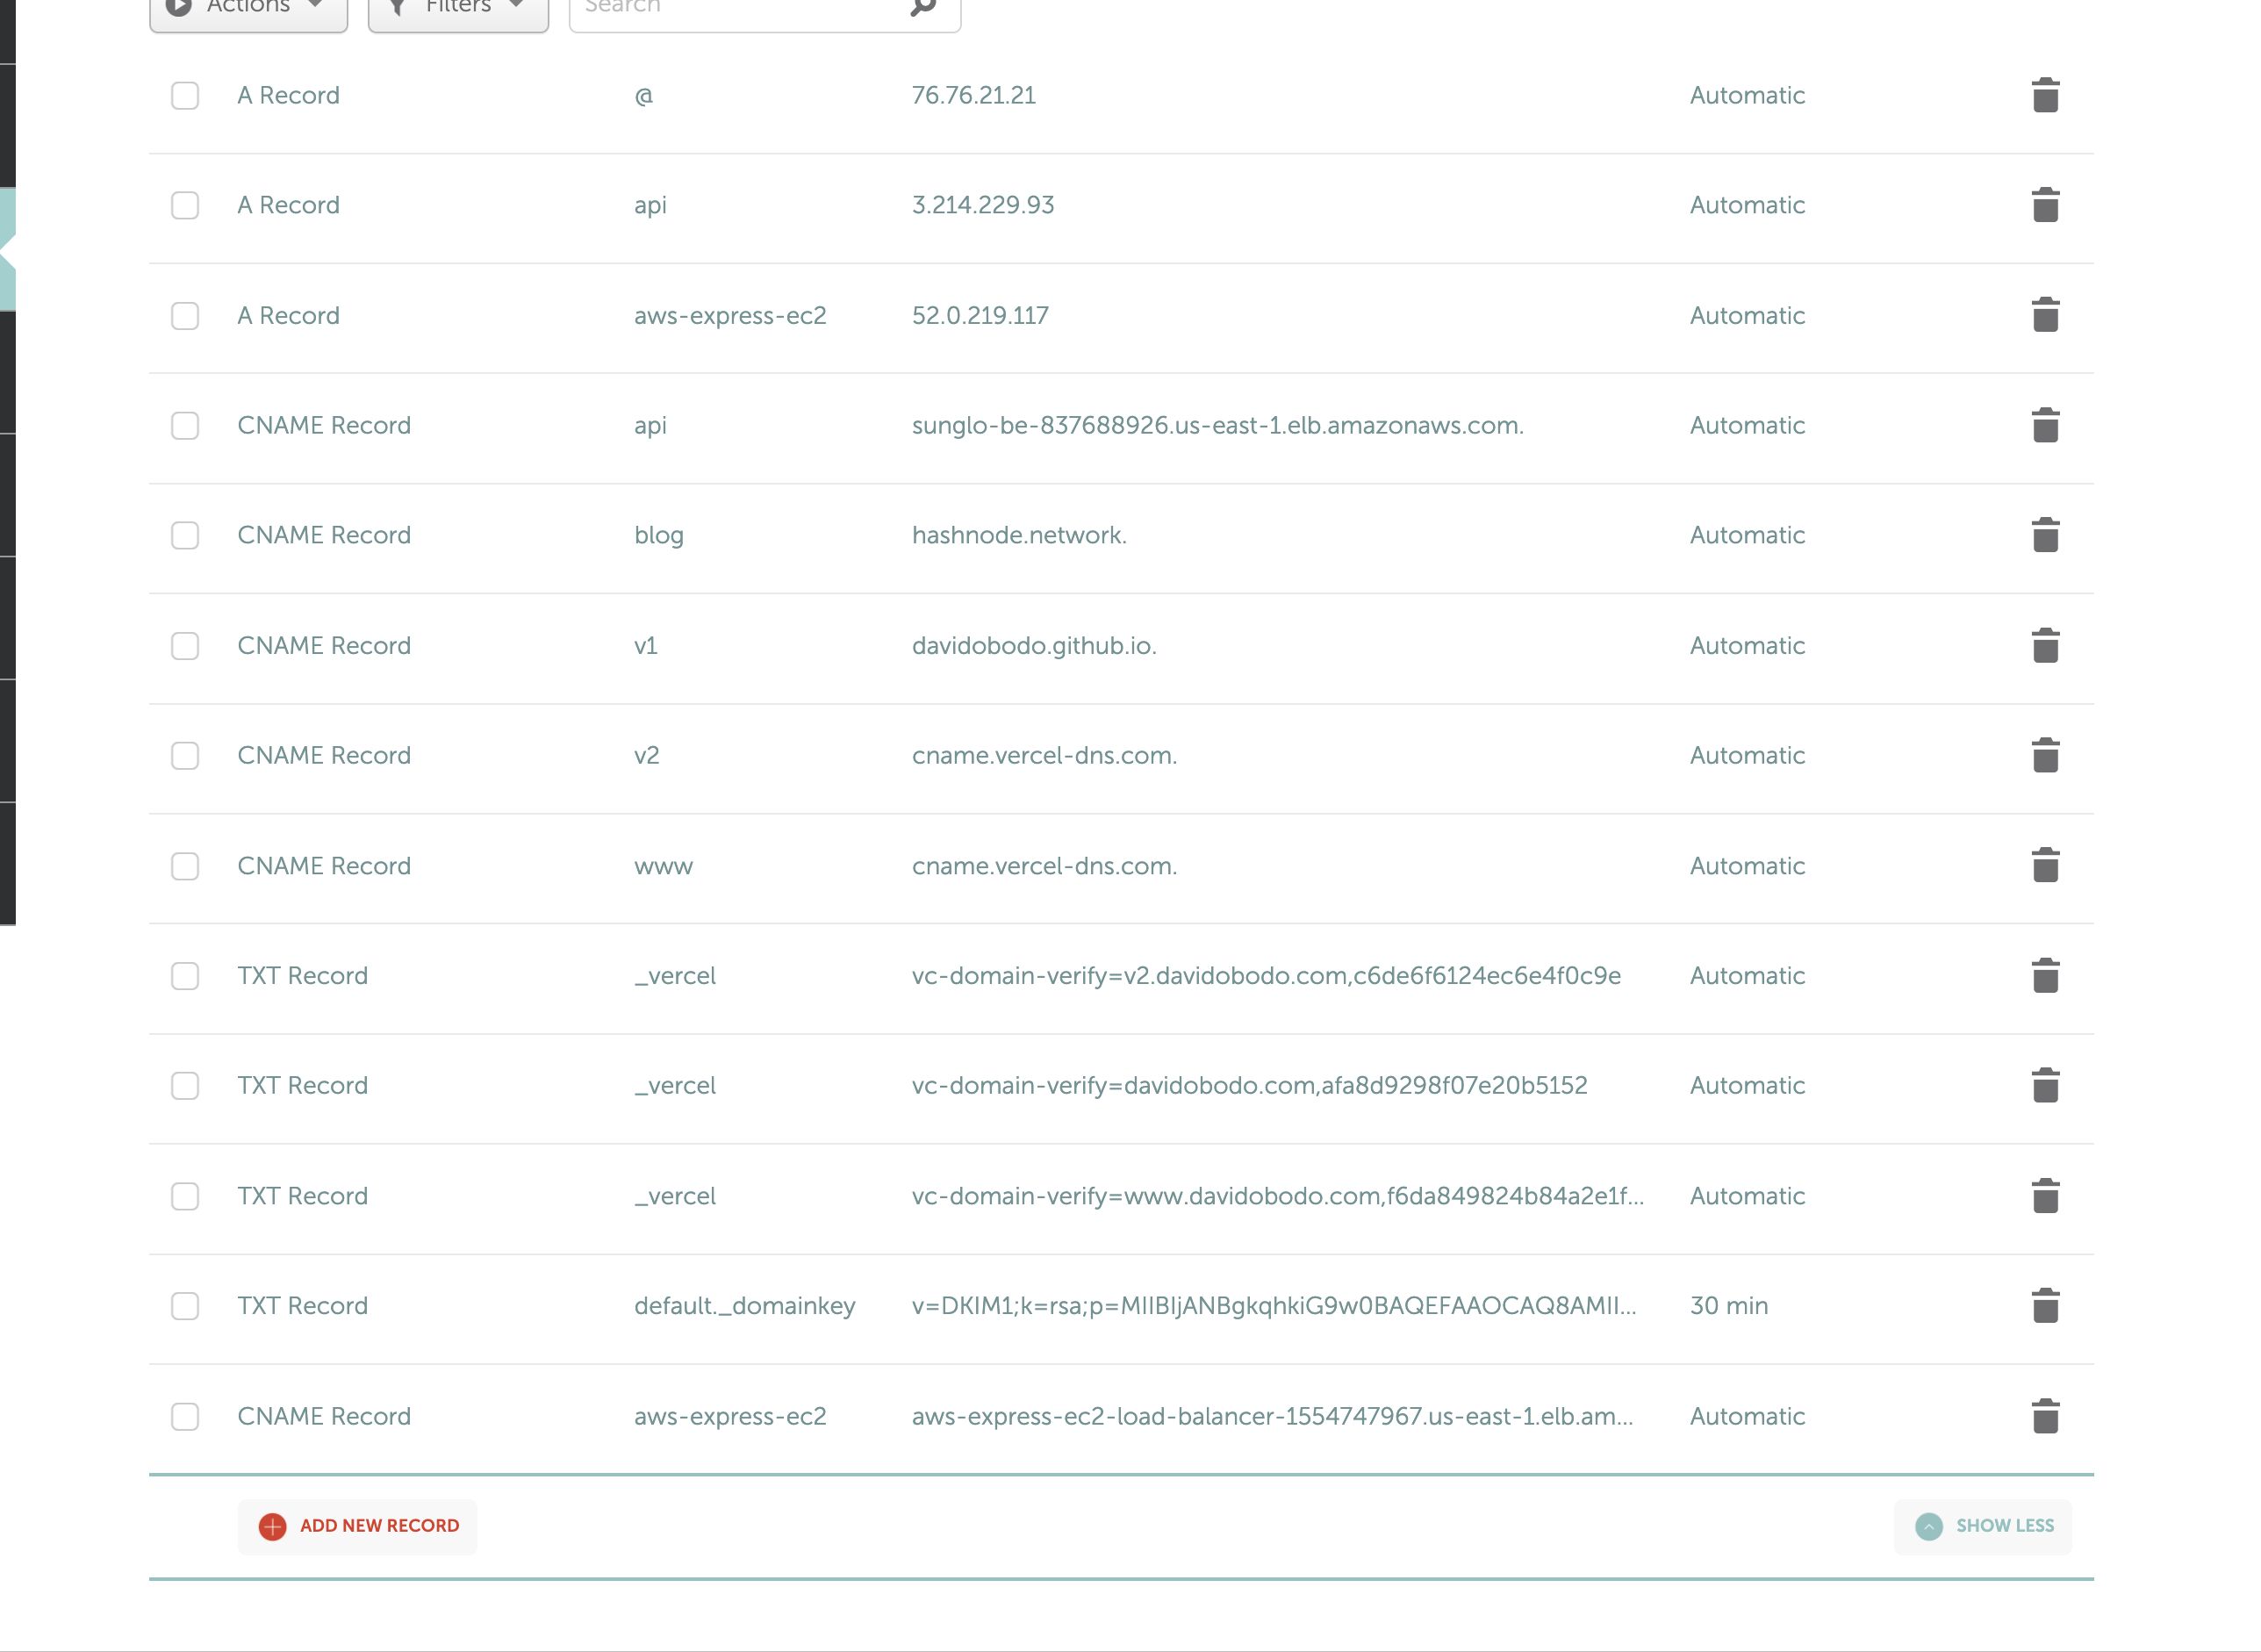 Actions Filters Search
A Record @ 76.76.21.21 Automatic
A Record api 3.214.229.93 Automatic
A Record aws-express-ec2 52.0.219.117 Automatic
CNAME Record api sunglo-be-837688926.us-east-1.elb.amazonaws.com. Automatic
CNAME Record blog hashnode.network. Automatic
CNAME Record v1 davidobodo.github.io. Automatic
CNAME Record v2 cname.vercel-dns.com. Automatic
CNAME Record www cname.vercel-dns.com. Automatic
TXT Record _vercel vc-domain-verify=v2.davidobodo.com,c6de6f6124ec6e4f0c9e Automatic
TXT Record _vercel vc-domain-verify=davidobodo.com,afa8d9298f07e20b5152 Automatic
TXT Record _vercel vc-domain-verify=www.davidobodo.com,f6da849824b84a2e1f... Automatic
TXT Record default._domainkey v=DKIM1;k=rsa;p=MIIBIjANBgkqhkiG9w0BAQEFAAOCAQ8AMII... 30 min
CNAME Record aws-express-ec2 aws-express-ec2-load-balancer-1554747967.us-east-1.elb.am... Automatic
ADD NEW RECORD SHOW LESS